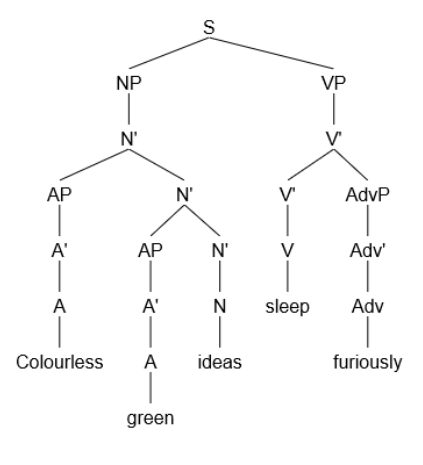 S
NP VP
N' V'
AP N' V' AdvP
A' AP N' V Adv'
A A' N sleep Adv
Colourless A ideas furiously
green